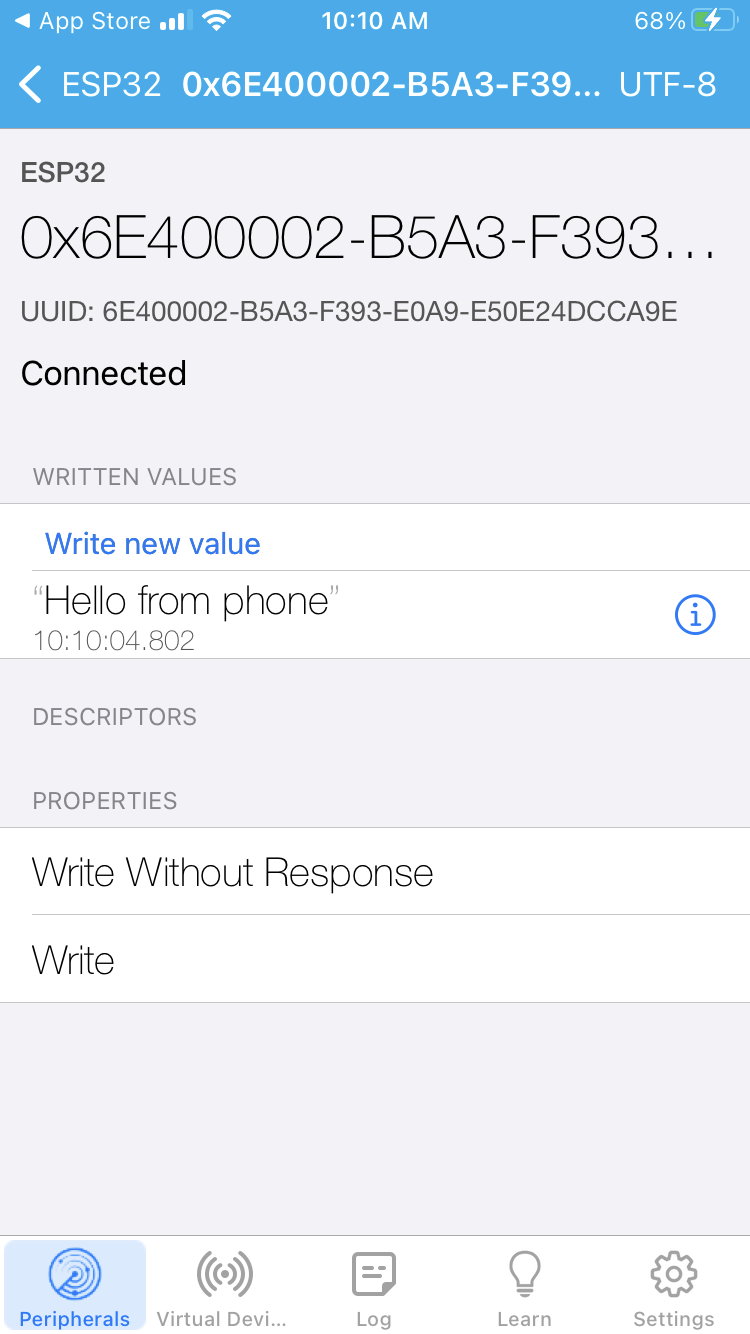 App Store 10:10 AM 68%
ESP32 0x6E400002-B5A3-F39... UTF-8
ESP32
0x6E400002-B5A3-F393...
UUID: 6E400002-B5A3-F393-E0A9-E50E24DCCA9E
Connected
WRITTEN VALUES
Write new value
“Hello from phone”
10:10:04.802
DESCRIPTORS
PROPERTIES
Write Without Response
Write
Peripherals Virtual Devi... Log Learn Settings